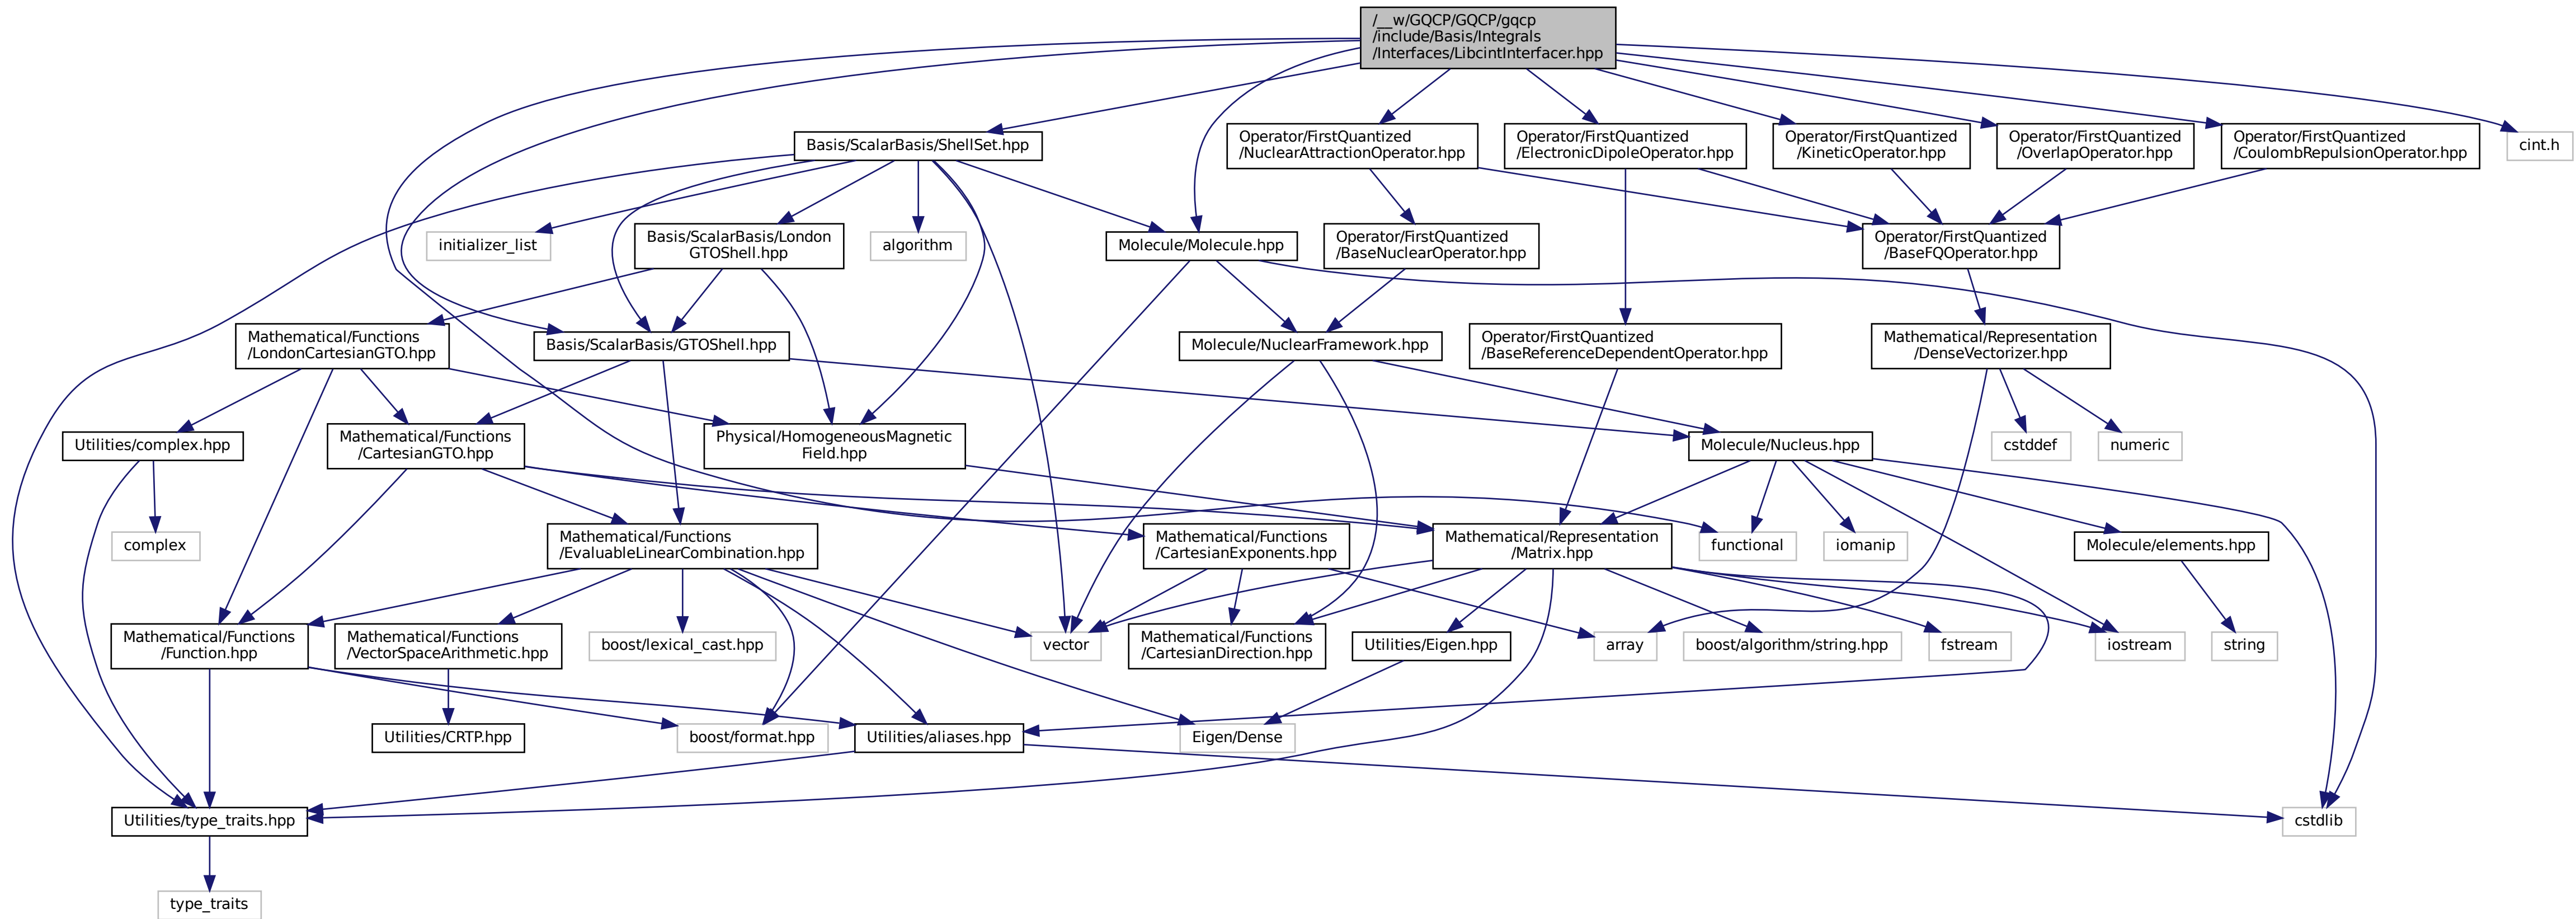 /__w/GQCP/GQCP/gqcp
/include/Basis/Integrals
/Interfaces/LibcintInterfacer.hpp
Basis/ScalarBasis/ShellSet.hpp
Operator/FirstQuantized
/NuclearAttractionOperator.hpp
Operator/FirstQuantized
/ElectronicDipoleOperator.hpp
Operator/FirstQuantized
/KineticOperator.hpp
Operator/FirstQuantized
/OverlapOperator.hpp
Operator/FirstQuantized
/CoulombRepulsionOperator.hpp
cint.h
initializer_list
Basis/ScalarBasis/London
GTOShell.hpp
algorithm
Molecule/Molecule.hpp
Operator/FirstQuantized
/BaseNuclearOperator.hpp
Operator/FirstQuantized
/BaseFQOperator.hpp
Mathematical/Functions
/LondonCartesianGTO.hpp
Basis/ScalarBasis/GTOShell.hpp
Molecule/NuclearFramework.hpp
Operator/FirstQuantized
/BaseReferenceDependentOperator.hpp
Mathematical/Representation
/DenseVectorizer.hpp
Utilities/complex.hpp
Mathematical/Functions
/CartesianGTO.hpp
Physical/HomogeneousMagnetic
Field.hpp
Molecule/Nucleus.hpp
cstddef
numeric
complex
Mathematical/Functions
/EvaluableLinearCombination.hpp
Mathematical/Functions
/CartesianExponents.hpp
Mathematical/Representation
/Matrix.hpp
functional
iomanip
Molecule/elements.hpp
Mathematical/Functions
/Function.hpp
Mathematical/Functions
/VectorSpaceArithmetic.hpp
boost/lexical_cast.hpp
vector
Mathematical/Functions
/CartesianDirection.hpp
Utilities/Eigen.hpp
array
boost/algorithm/string.hpp
fstream
iostream
string
Utilities/CRTP.hpp
boost/format.hpp
Utilities/aliases.hpp
Eigen/Dense
Utilities/type_traits.hpp
cstdlib
type_traits